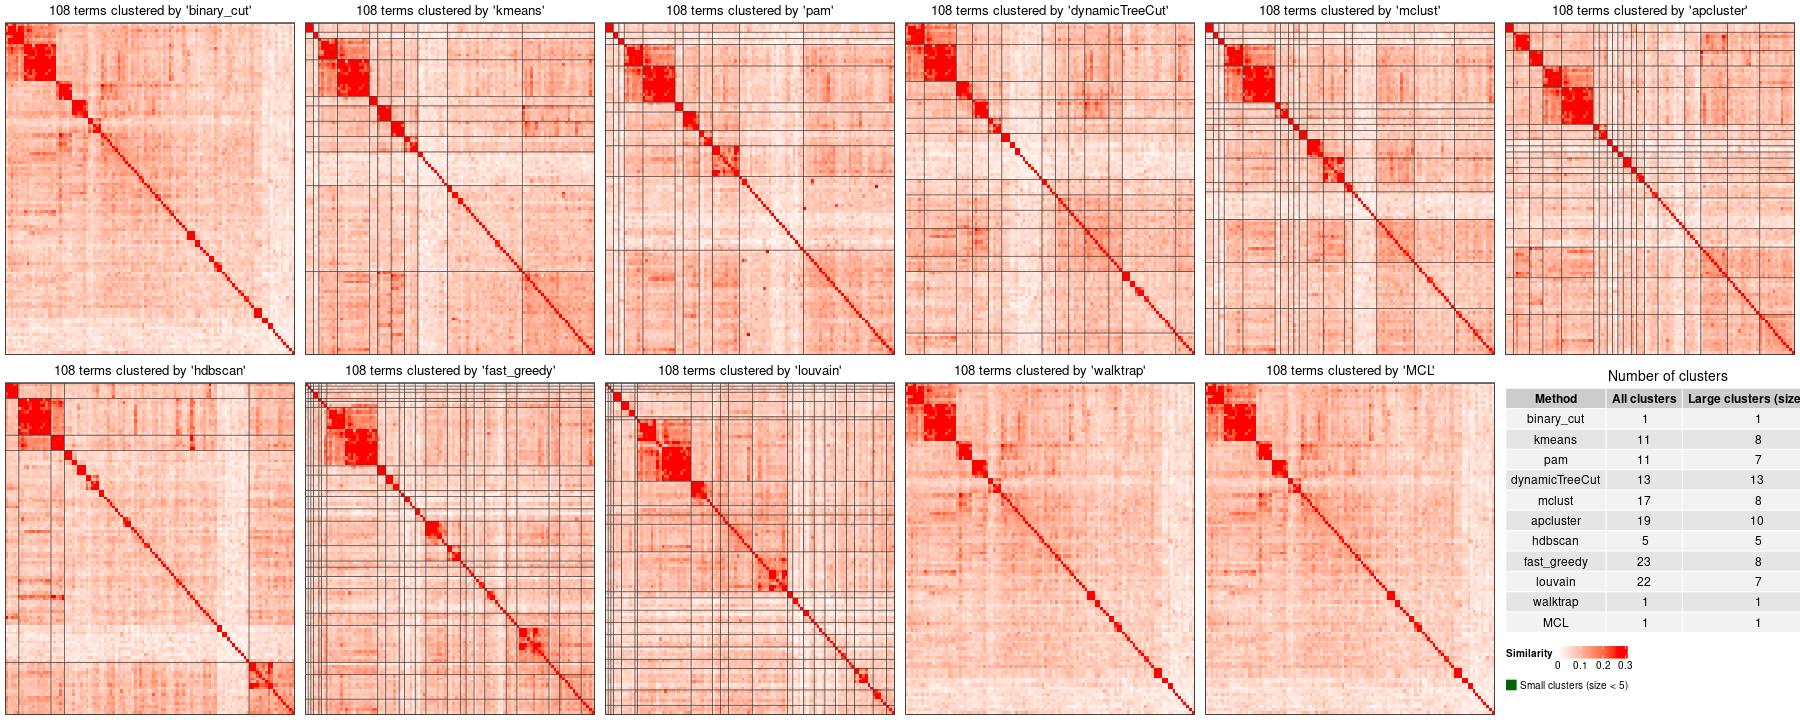 108 terms clustered by 'binary_cut'
108 terms clustered by 'kmeans'
108 terms clustered by 'pam'
108 terms clustered by 'dynamicTreeCut'
108 terms clustered by 'mclust'
108 terms clustered by 'apcluster'
108 terms clustered by 'hdbscan'
108 terms clustered by 'fast_greedy'
108 terms clustered by 'louvain'
108 terms clustered by 'walktrap'
108 terms clustered by 'MCL'
Number of clusters
Method All clusters Large clusters (size
binary_cut 1 1
kmeans 11 8
pam 11 7
dynamicTreeCut 13 13
mclust 17 8
apcluster 19 10
hdbscan 5 5
fast_greedy 23 8
louvain 22 7
walktrap 1 1
MCL 1 1
Similarity
0 0.1 0.2 0.3
Small clusters (size < 5)